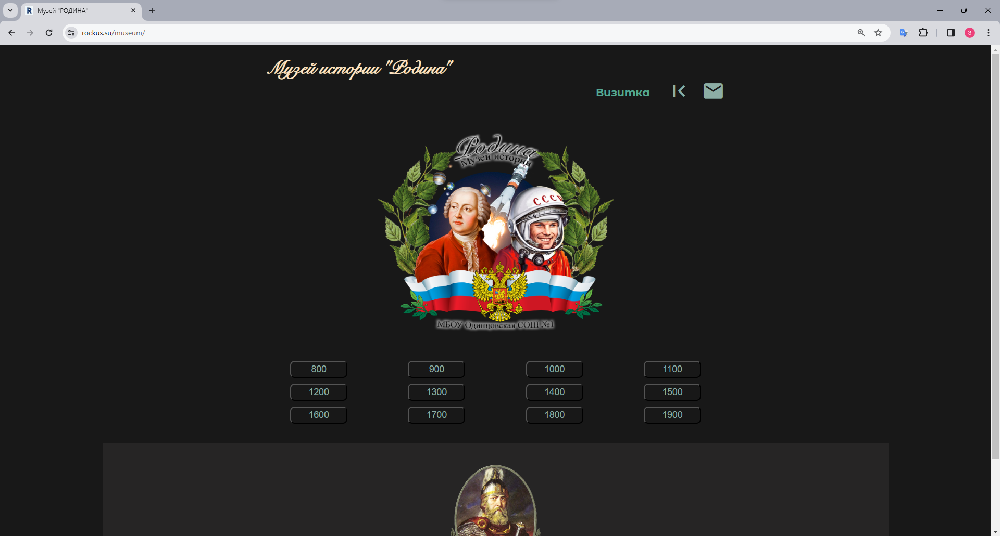 Музей "РОДИНА"
rockus.su/museum/
Э
Музей истории "Родина"
Визитка
Родина
Музей истории
СССР
МБОУ Одинцовская СОШ №1
800 900 1000 1100
1200 1300 1400 1500
1600 1700 1800 1900